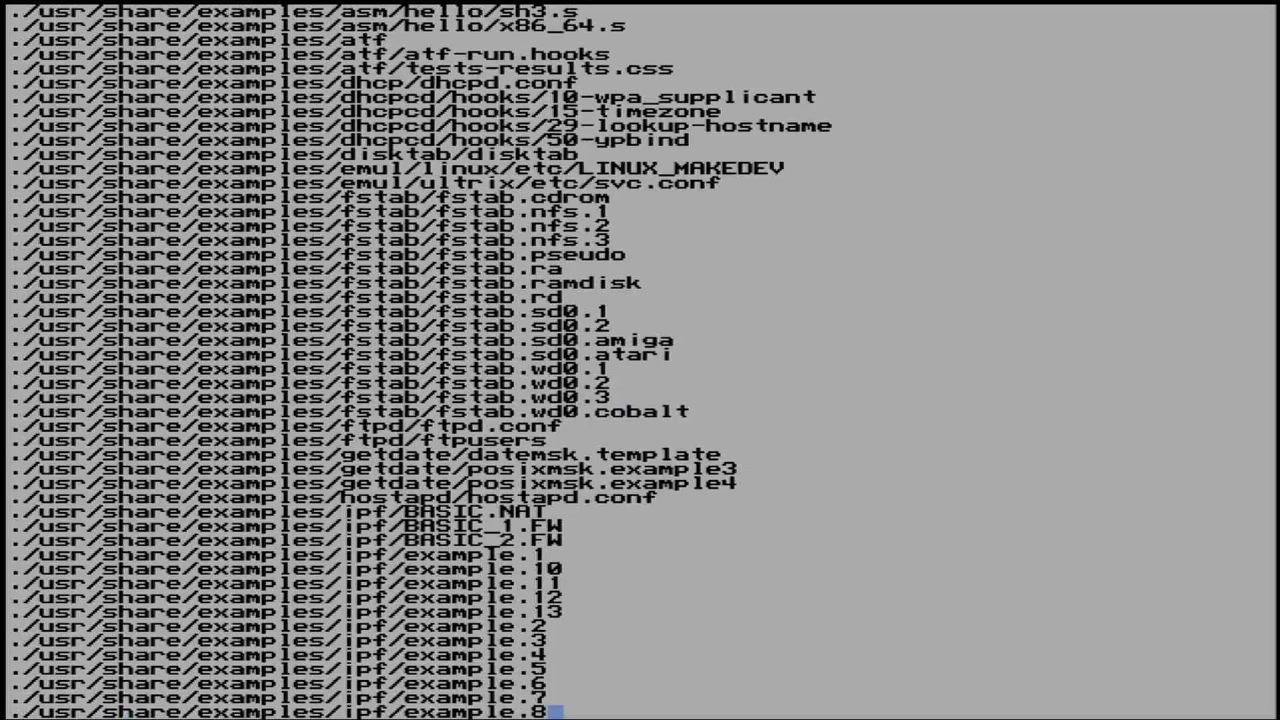 ./usr/share/examples/asm/hello/sh3.s
./usr/share/examples/asm/hello/x86_64.s
./usr/share/examples/atf
./usr/share/examples/atf/atf-run.hooks
./usr/share/examples/atf/tests-results.css
./usr/share/examples/dhcp/dhcpd.conf
./usr/share/examples/dhcpcd/hooks/10-wpa_supplicant
./usr/share/examples/dhcpcd/hooks/15-timezone
./usr/share/examples/dhcpcd/hooks/29-lookup-hostname
./usr/share/examples/dhcpcd/hooks/50-ypbind
./usr/share/examples/disktab/disktab
./usr/share/examples/emul/linux/etc/LINUX_MAKEDEV
./usr/share/examples/emul/ultrix/etc/svc.conf
./usr/share/examples/fstab/fstab.cdrom
./usr/share/examples/fstab/fstab.nfs.1
./usr/share/examples/fstab/fstab.nfs.2
./usr/share/examples/fstab/fstab.nfs.3
./usr/share/examples/fstab/fstab.pseudo
./usr/share/examples/fstab/fstab.ra
./usr/share/examples/fstab/fstab.ramdisk
./usr/share/examples/fstab/fstab.rd
./usr/share/examples/fstab/fstab.sd0.1
./usr/share/examples/fstab/fstab.sd0.2
./usr/share/examples/fstab/fstab.sd0.amiga
./usr/share/examples/fstab/fstab.sd0.atari
./usr/share/examples/fstab/fstab.wd0.1
./usr/share/examples/fstab/fstab.wd0.2
./usr/share/examples/fstab/fstab.wd0.3
./usr/share/examples/fstab/fstab.wd0.cobalt
./usr/share/examples/ftpd/ftpd.conf
./usr/share/examples/ftpd/ftpusers
./usr/share/examples/getdate/datemsk.template
./usr/share/examples/getdate/posixmsk.example3
./usr/share/examples/getdate/posixmsk.example4
./usr/share/examples/hostapd/hostapd.conf
./usr/share/examples/ipf/BASIC.NAT
./usr/share/examples/ipf/BASIC_1.FW
./usr/share/examples/ipf/BASIC_2.FW
./usr/share/examples/ipf/example.1
./usr/share/examples/ipf/example.10
./usr/share/examples/ipf/example.11
./usr/share/examples/ipf/example.12
./usr/share/examples/ipf/example.13
./usr/share/examples/ipf/example.2
./usr/share/examples/ipf/example.3
./usr/share/examples/ipf/example.4
./usr/share/examples/ipf/example.5
./usr/share/examples/ipf/example.6
./usr/share/examples/ipf/example.7
./usr/share/examples/ipf/example.8